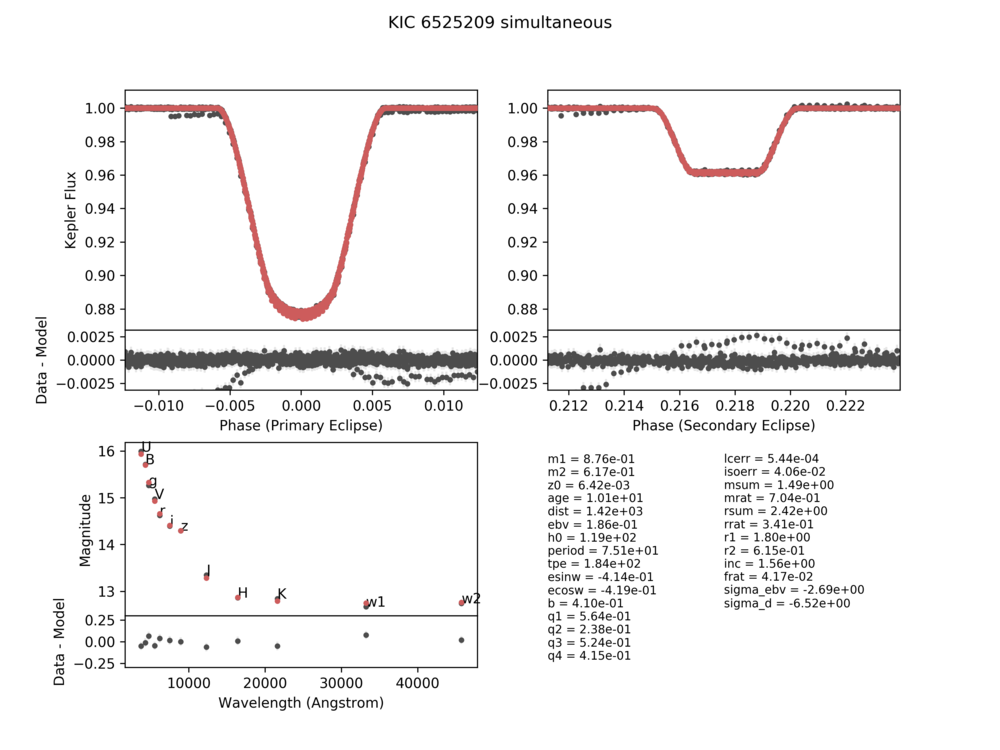 KIC 6525209 simultaneous
1.00
0.98
0.96
0.94
0.92
0.90
0.88
Kepler Flux
0.0025
0.0000
−0.0025
Data - Model
−0.010 −0.005 0.000 0.005 0.010
Phase (Primary Eclipse)
1.00
0.98
0.96
0.94
0.92
0.90
0.88
0.0025
0.0000
−0.0025
0.212 0.214 0.216 0.218 0.220 0.222
Phase (Secondary Eclipse)
16
15
14
13
Magnitude
U
B
g
V
r
i
z
J
H
K
w1
w2
0.25
0.00
−0.25
Data - Model
10000 20000 30000 40000
Wavelength (Angstrom)
m1 = 8.76e-01
m2 = 6.17e-01
z0 = 6.42e-03
age = 1.01e+01
dist = 1.42e+03
ebv = 1.86e-01
h0 = 1.19e+02
period = 7.51e+01
tpe = 1.84e+02
esinw = -4.14e-01
ecosw = -4.19e-01
b = 4.10e-01
q1 = 5.64e-01
q2 = 2.38e-01
q3 = 5.24e-01
q4 = 4.15e-01
lcerr = 5.44e-04
isoerr = 4.06e-02
msum = 1.49e+00
mrat = 7.04e-01
rsum = 2.42e+00
rrat = 3.41e-01
r1 = 1.80e+00
r2 = 6.15e-01
inc = 1.56e+00
frat = 4.17e-02
sigma_ebv = -2.69e+00
sigma_d = -6.52e+00